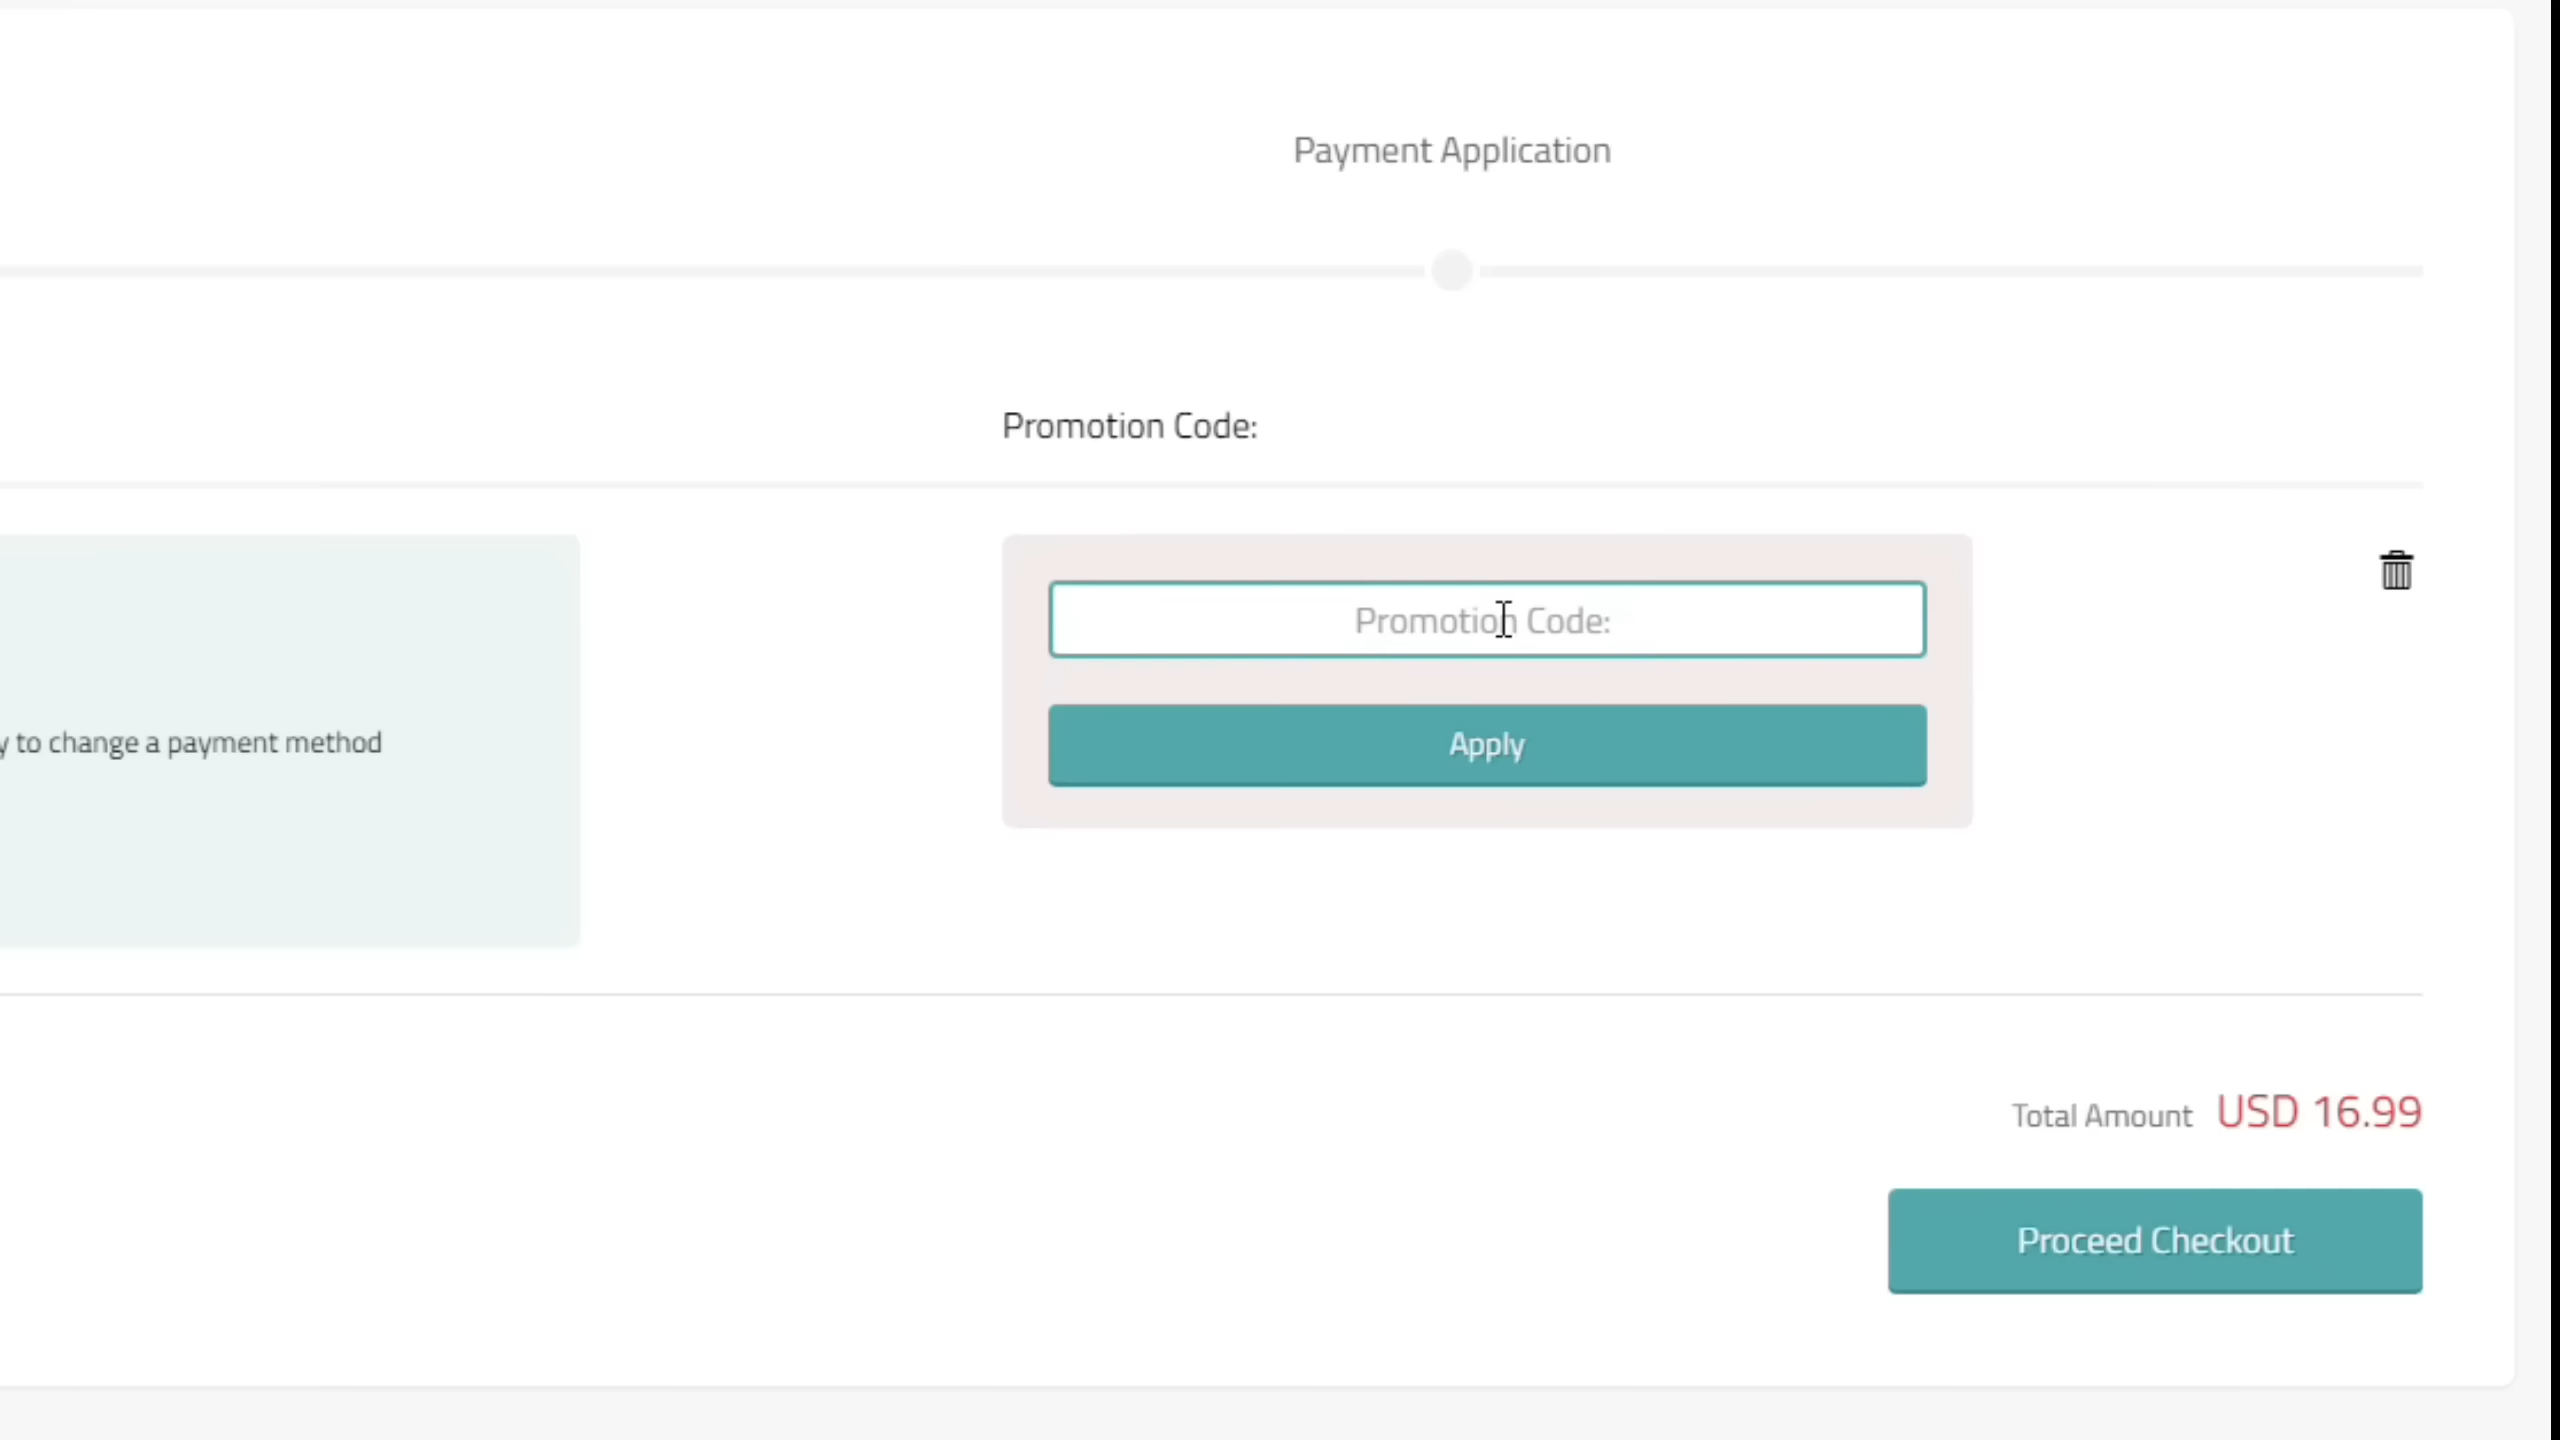 Payment Application
Promotion Code:
Promotion Code:
to change a payment method
Apply
Total Amount USD 16.99
Proceed Checkout